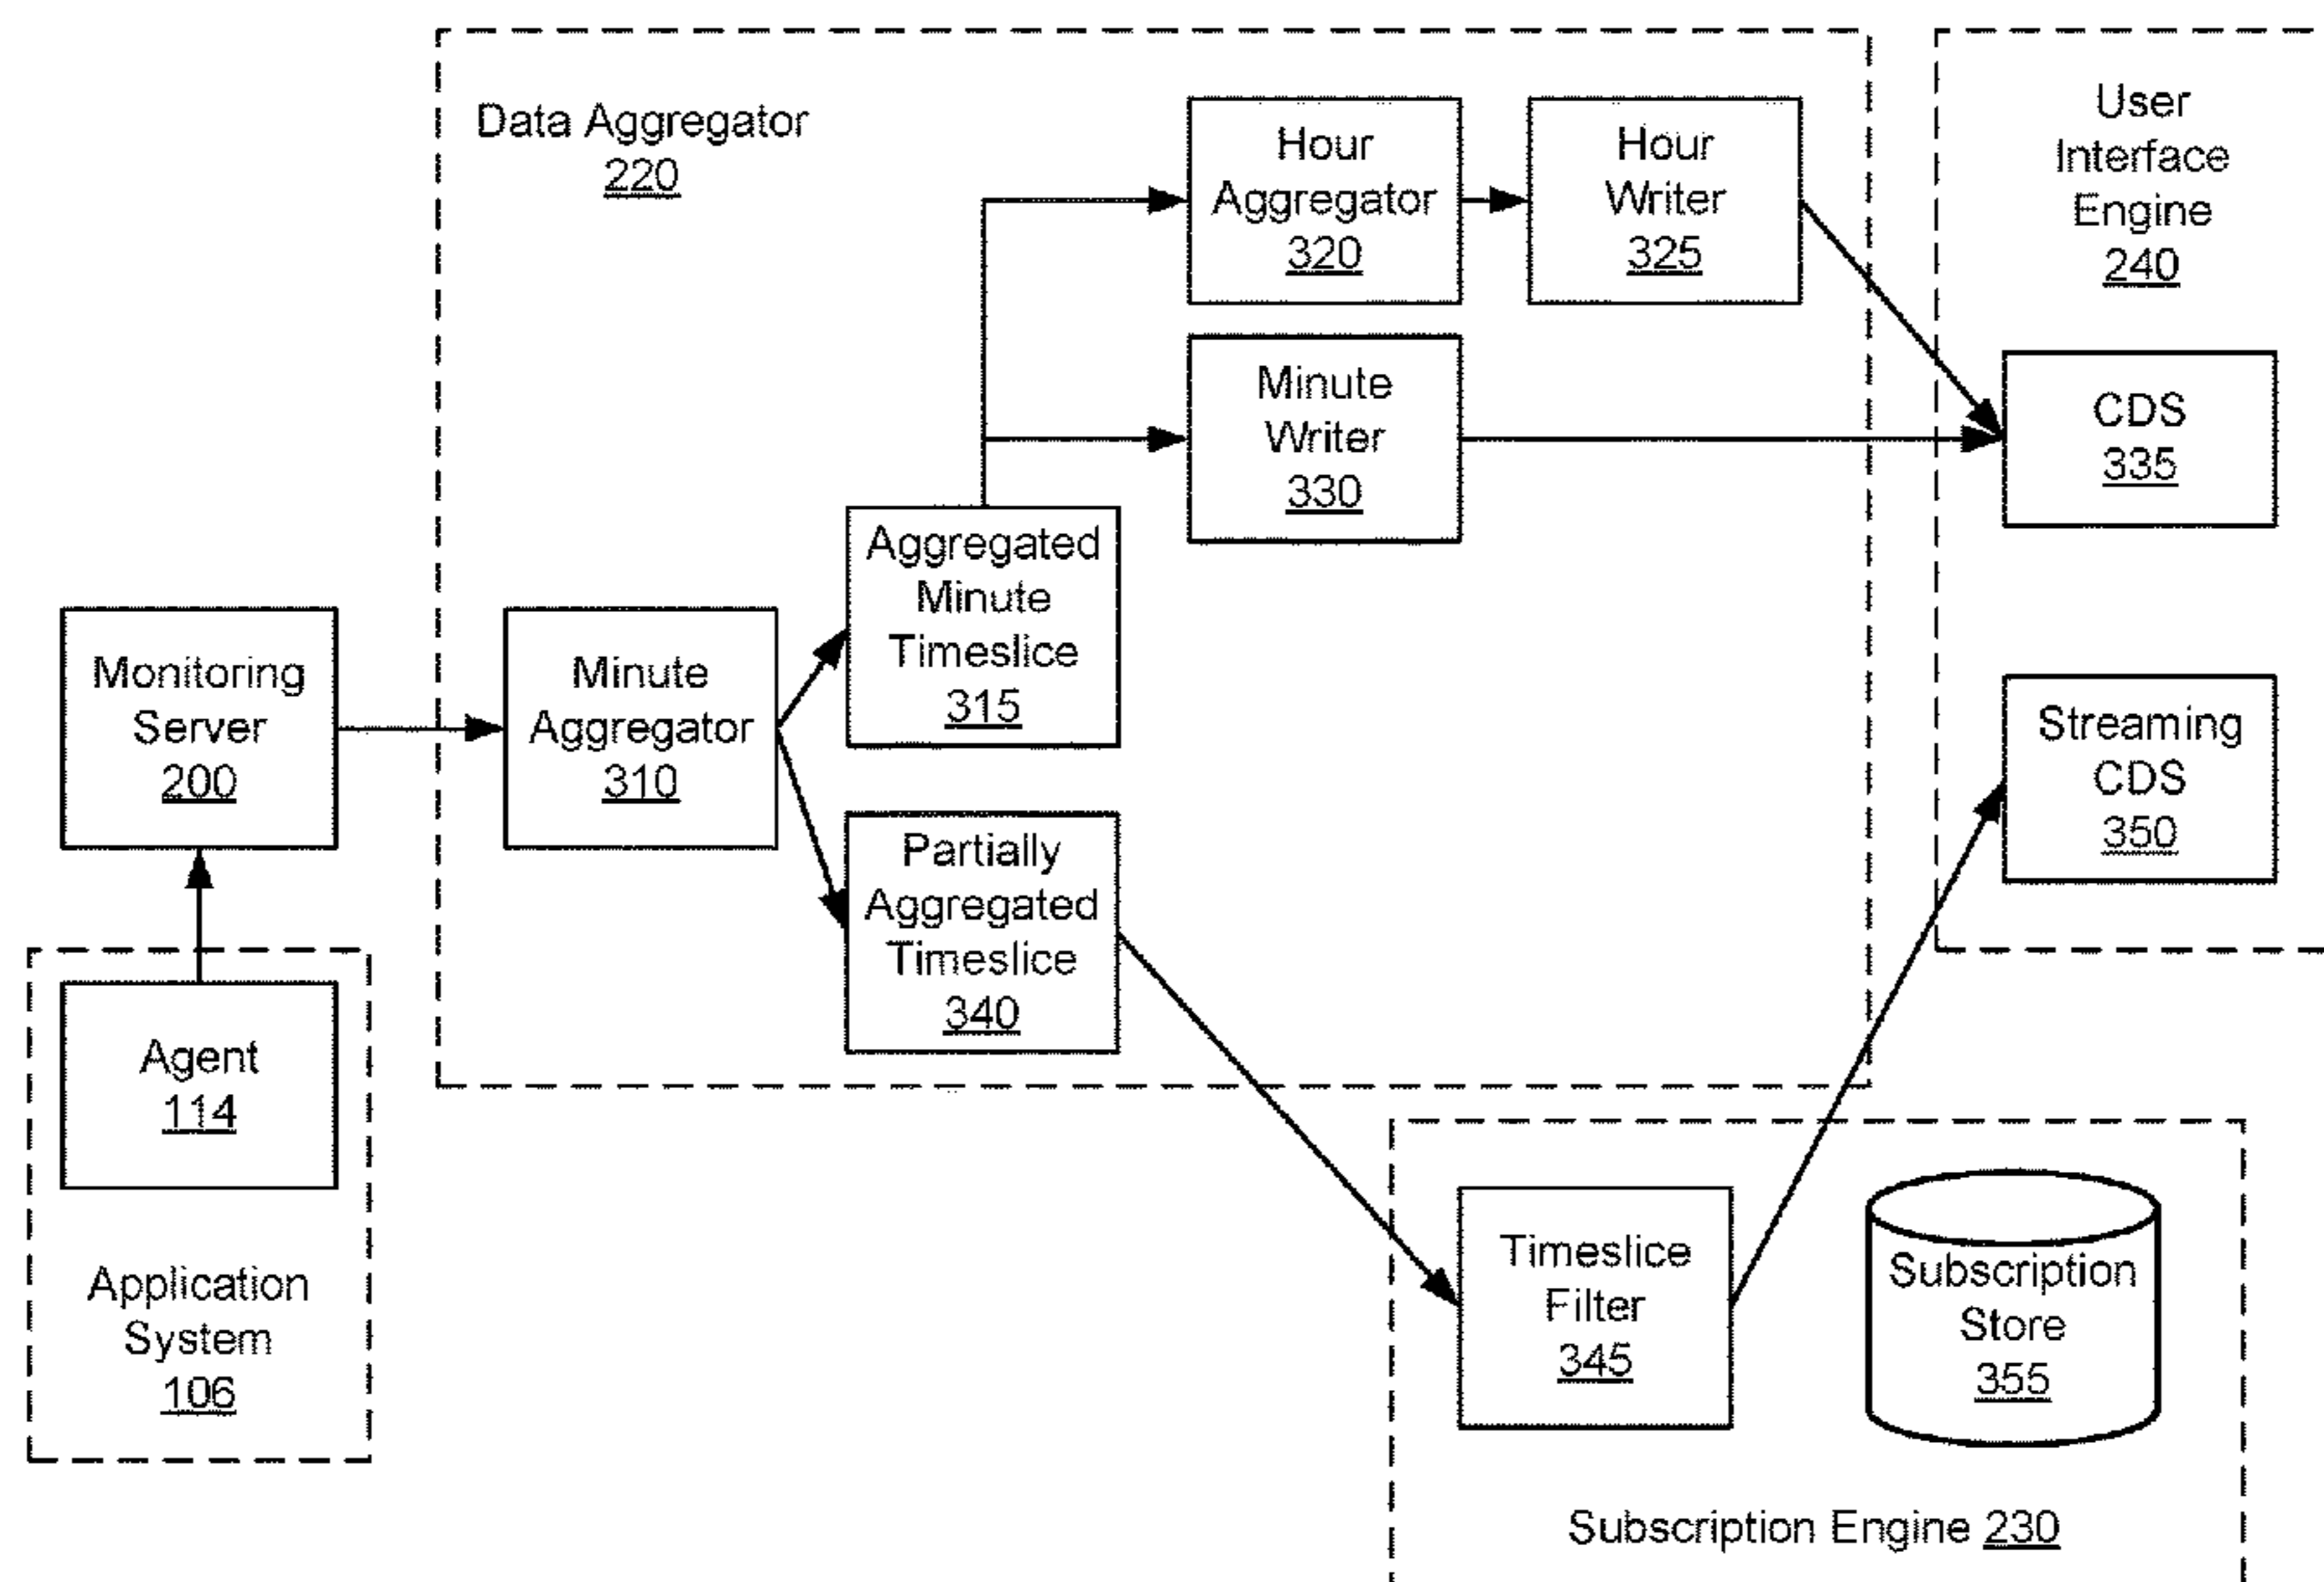 Data Aggregator
220
Hour
Aggregator
320
Hour
Writer
325
User
Interface
Engine
240
Minute
Writer
330
CDS
335
Aggregated
Minute
Timeslice
315
Monitoring
Server
200
Minute
Aggregator
310
Streaming
CDS
350
Partially
Aggregated
Timeslice
340
Agent
114
Application
System
106
Timeslice
Filter
345
Subscription
Store
355
Subscription Engine 230